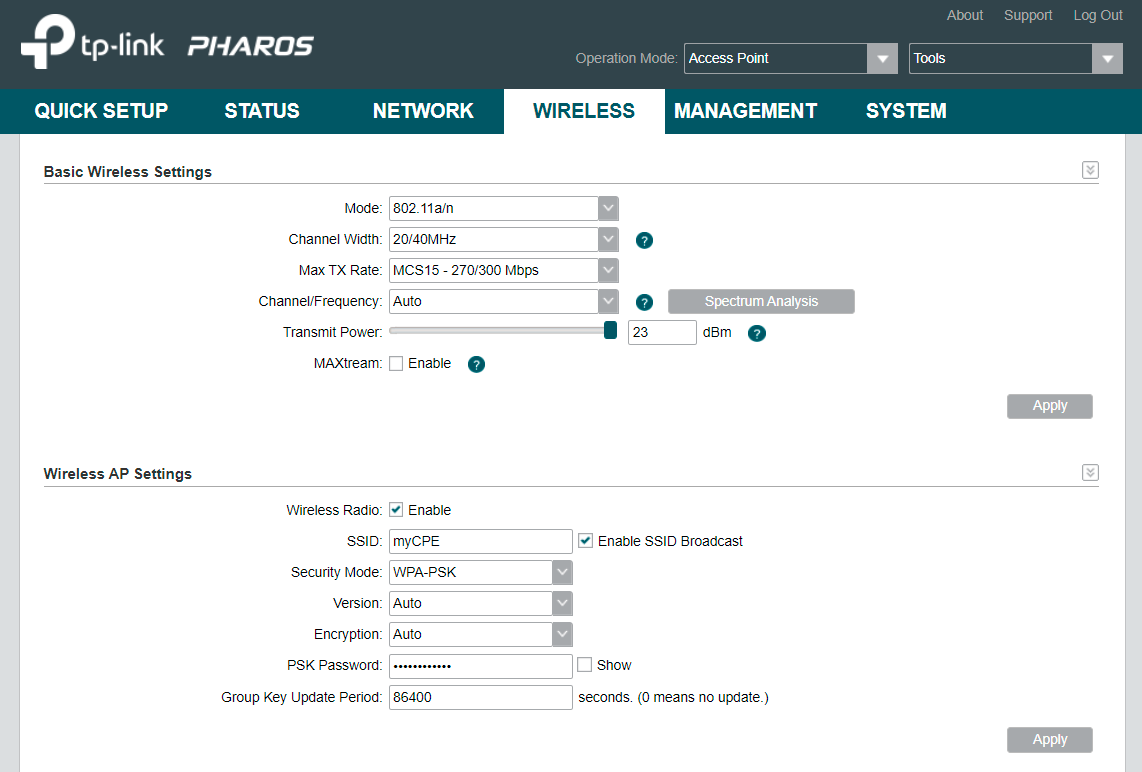 About Support Log Out
tp-link PHAROS
Operation Mode: Access Point Tools
QUICK SETUP STATUS NETWORK WIRELESS MANAGEMENT SYSTEM
Basic Wireless Settings
Mode: 802.11a/n
Channel Width: 20/40MHz ?
Max TX Rate: MCS15 - 270/300 Mbps
Channel/Frequency: Auto ? Spectrum Analysis
Transmit Power: 23 dBm ?
MAXtream: Enable ?
Apply
Wireless AP Settings
Wireless Radio: Enable
SSID: myCPE Enable SSID Broadcast
Security Mode: WPA-PSK
Version: Auto
Encryption: Auto
PSK Password: •••••••••••• Show
Group Key Update Period: 86400 seconds. (0 means no update.)
Apply